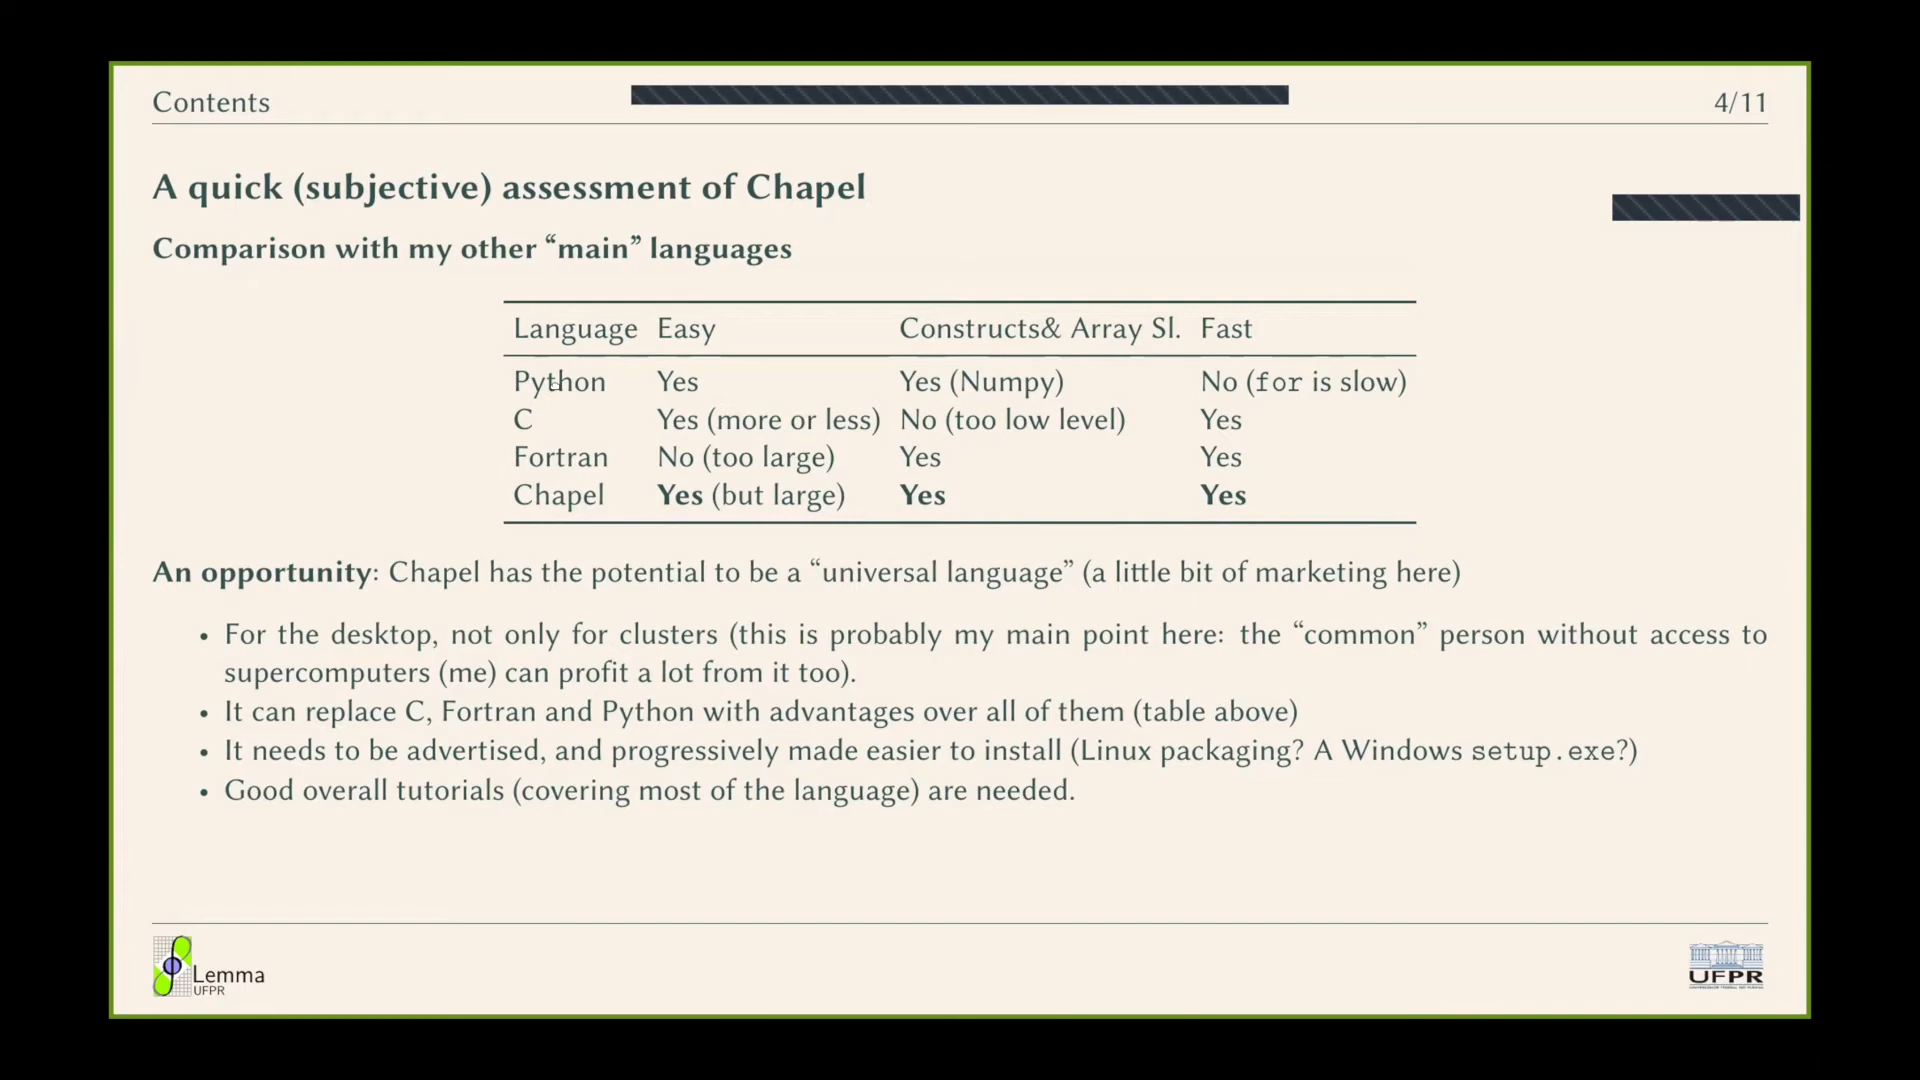 Contents
4/11
A quick (subjective) assessment of Chapel
Comparison with my other “main” languages
Language Easy Constructs& Array Sl. Fast
Python Yes Yes (Numpy) No (for is slow)
C Yes (more or less) No (too low level) Yes
Fortran No (too large) Yes Yes
Chapel Yes (but large) Yes Yes
An opportunity: Chapel has the potential to be a “universal language” (a little bit of marketing here)
• For the desktop, not only for clusters (this is probably my main point here: the “common” person without access to
supercomputers (me) can profit a lot from it too).
• It can replace C, Fortran and Python with advantages over all of them (table above)
• It needs to be advertised, and progressively made easier to install (Linux packaging? A Windows setup.exe?)
• Good overall tutorials (covering most of the language) are needed.
Lemma
UFPR
UFPR